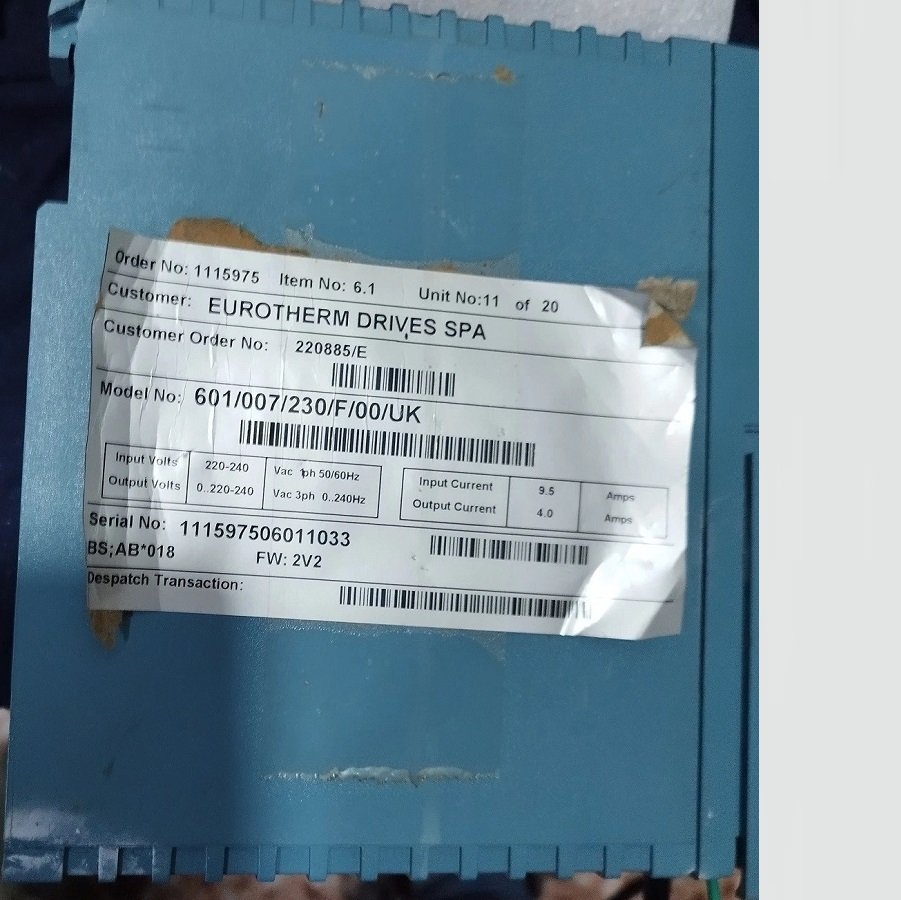 Order No: 1115975 Item No: 6.1 Unit No:11 of 20
Customer: EUROTHERM DRIVES SPA
Customer Order No: 220885/E
Model No: 601/007/230/F/00/UK
Input Volts 220-240 Vac 1ph 50/60Hz Input Current 9.5 Amps
Output Volts 0..220-240 Vac 3ph 0..240Hz Output Current 4.0 Amps
Serial No: 111597506011033
BS;AB*018 FW: 2V2
Despatch Transaction: